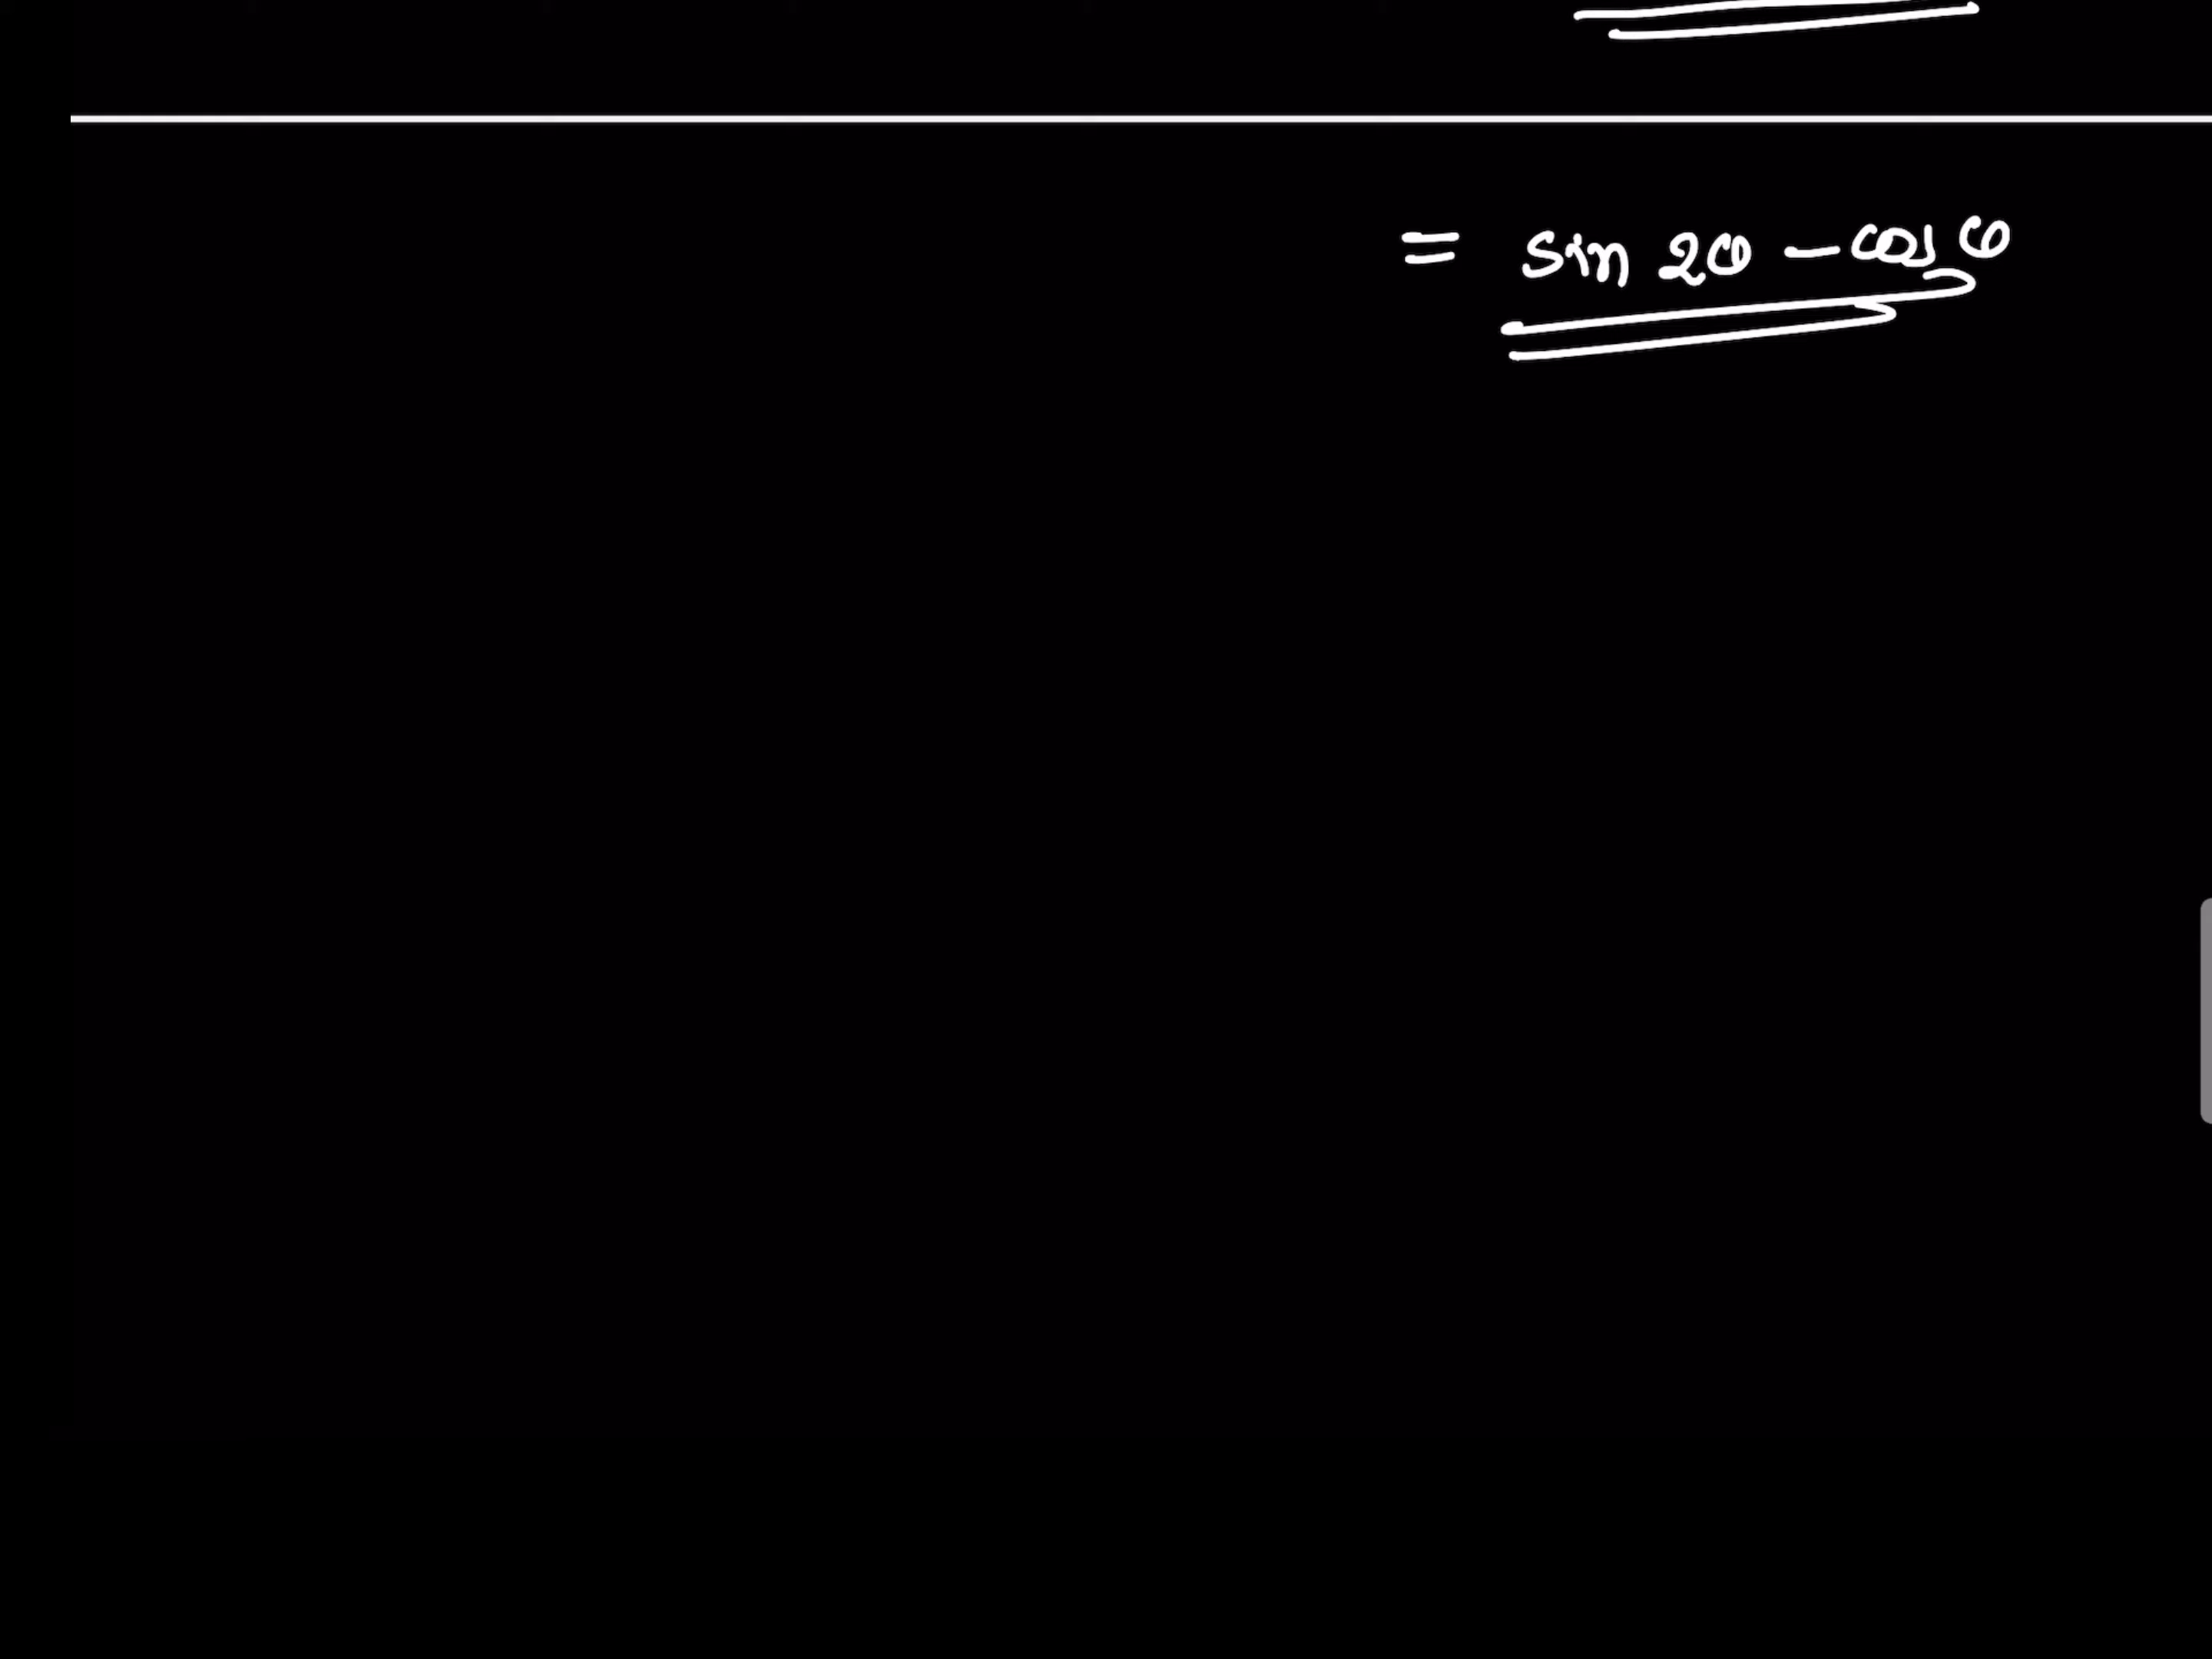 = sin 2θ - cos θ